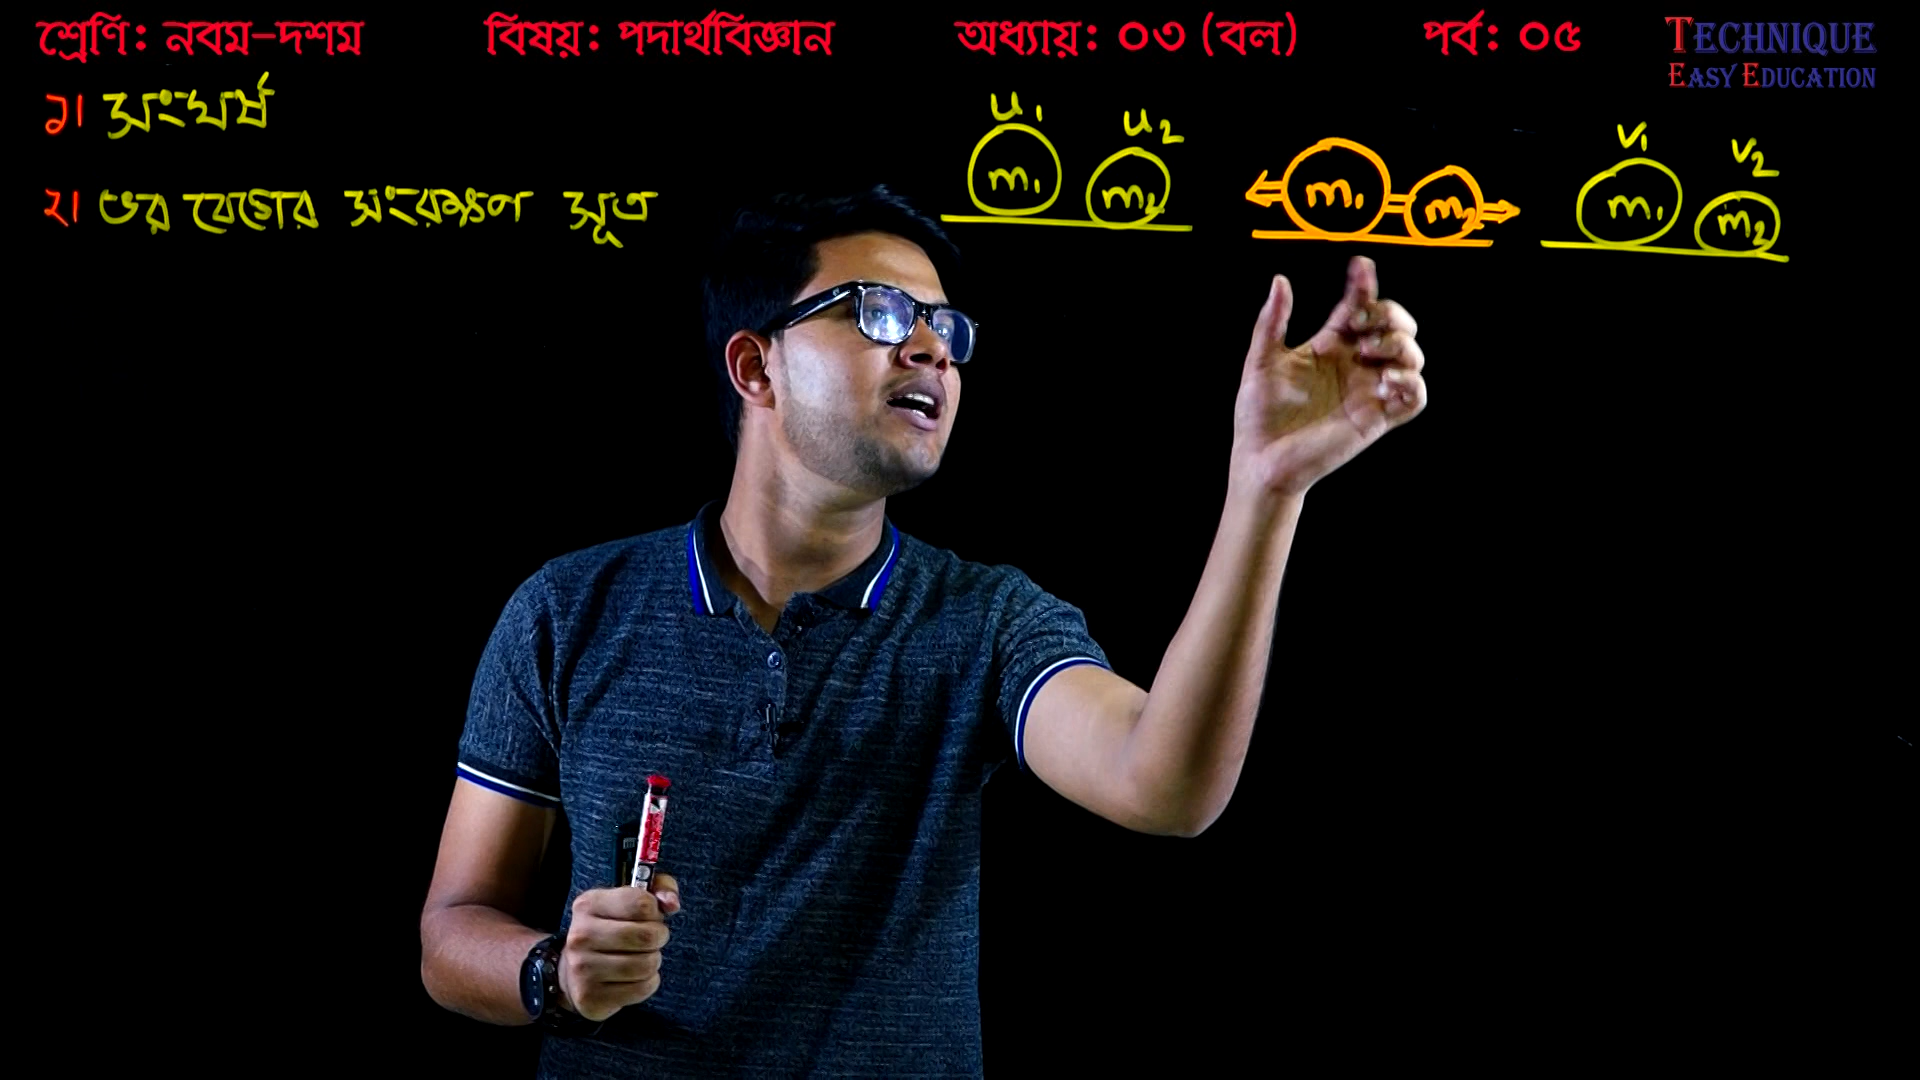 শ্রেণি: নবম-দশম বিষয়: পদার্থবিজ্ঞান অধ্যায়: ০৩ (বল) পর্ব: ০৫
TECHNIQUE
EASY EDUCATION
১। সংঘর্ষ
২। ভর বেগের সংরক্ষণ সূত্র
u₁ u₂
m₁ m₂
m₁ m₂
v₁ v₂
m₁ m₂